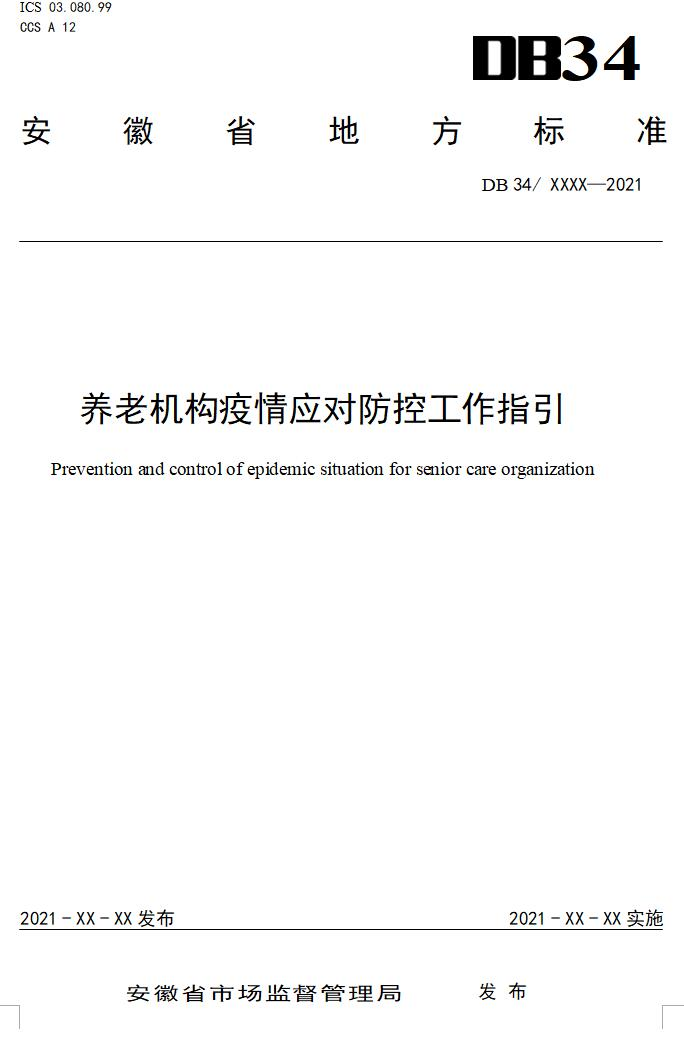 ICS 03.080.99
CCS A 12
DB34
安徽省地方标准
DB 34/ XXXX—2021
养老机构疫情应对防控工作指引
Prevention and control of epidemic situation for senior care organization
2021－XX－XX 发布
2021－XX－XX 实施
安徽省市场监督管理局 发 布